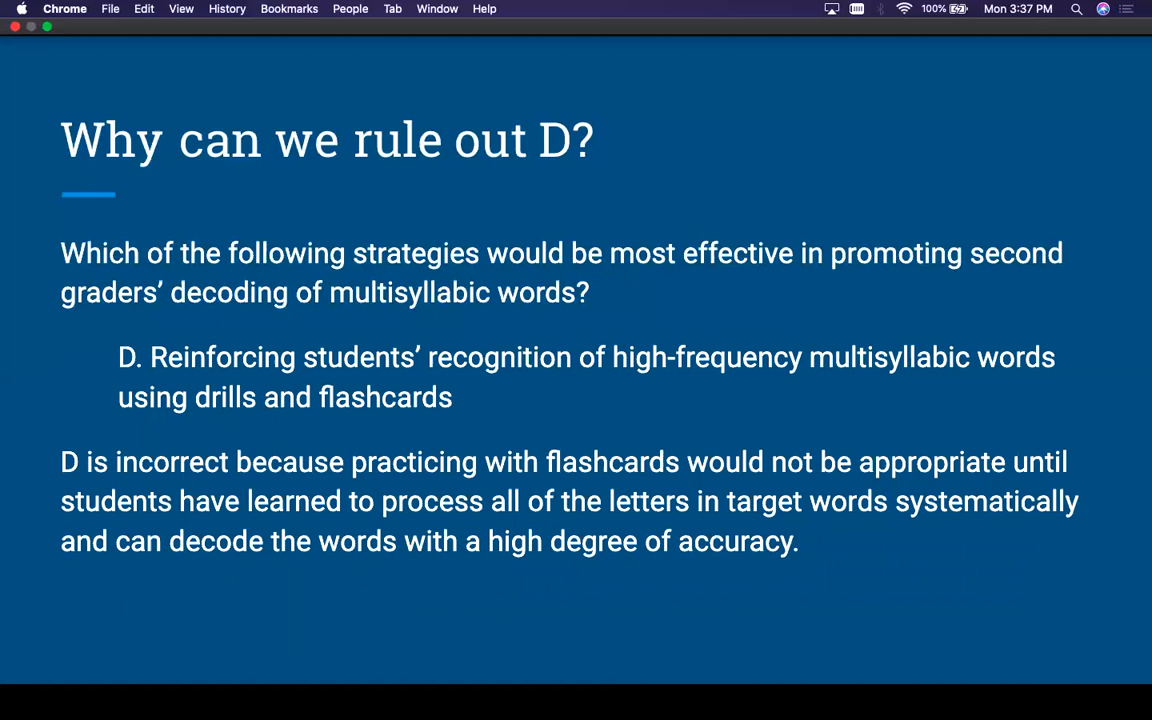 Chrome File Edit View History Bookmarks People Tab Window Help 100% Mon 3:37 PM
Why can we rule out D?
Which of the following strategies would be most effective in promoting second
graders’ decoding of multisyllabic words?
D. Reinforcing students’ recognition of high-frequency multisyllabic words
using drills and flashcards
D is incorrect because practicing with flashcards would not be appropriate until
students have learned to process all of the letters in target words systematically
and can decode the words with a high degree of accuracy.